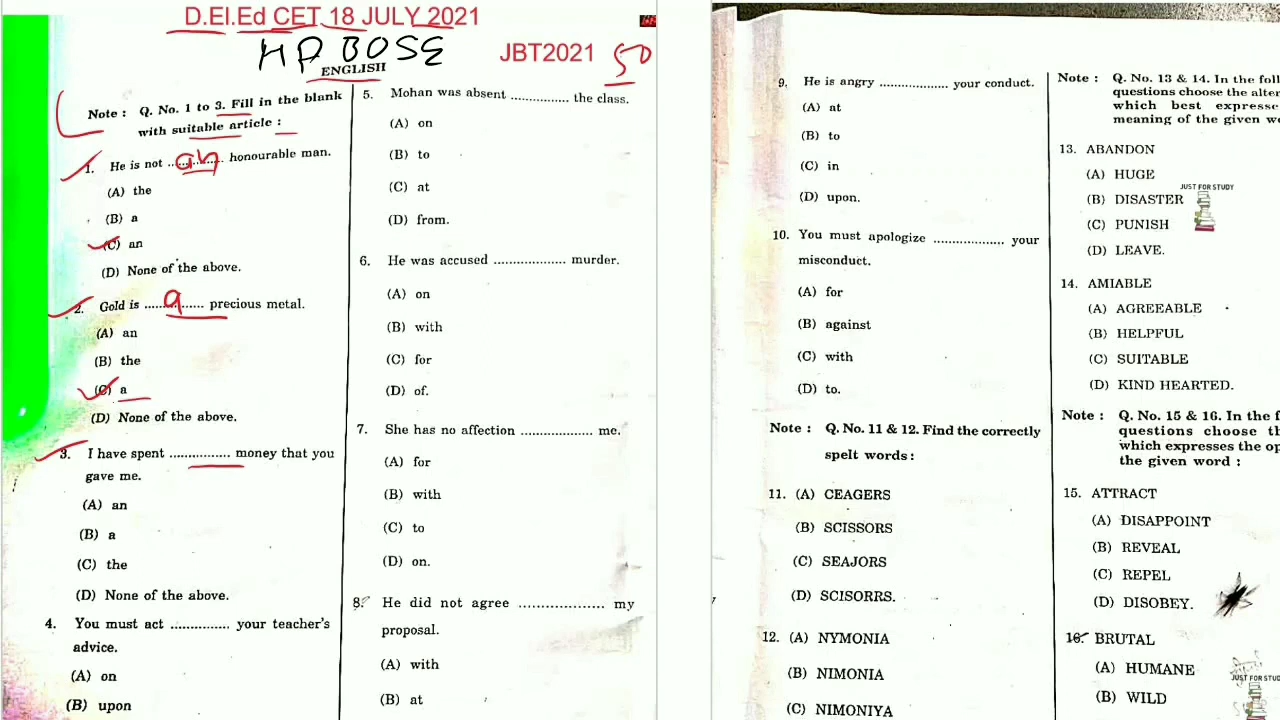 D.El.Ed CET 18 JULY 2021
HP BOSE
JBT2021
50
ENGLISH
Note : Q. No. 1 to 3. Fill in the blank
with suitable article :
1. He is not .......an....... honourable man.
(A) the
(B) a
(C) an
(D) None of the above.
2. Gold is .......a....... precious metal.
(A) an
(B) the
(C) a
(D) None of the above.
3. I have spent ............... money that you
gave me.
(A) an
(B) a
(C) the
(D) None of the above.
4. You must act ............... your teacher's
advice.
(A) on
(B) upon
5. Mohan was absent ............... the class.
(A) on
(B) to
(C) at
(D) from.
6. He was accused .................. murder.
(A) on
(B) with
(C) for
(D) of.
7. She has no affection .................. me.
(A) for
(B) with
(C) to
(D) on.
8. He did not agree ..................... my
proposal.
(A) with
(B) at
9. He is angry ................... your conduct.
(A) at
(B) to
(C) in
(D) upon.
10. You must apologize ................... your
misconduct.
(A) for
(B) against
(C) with
(D) to.
Note : Q. No. 11 & 12. Find the correctly
spelt words :
11. (A) CEAGERS
(B) SCISSORS
(C) SEAJORS
(D) SCISORRS.
12. (A) NYMONIA
(B) NIMONIA
(C) NIMONIYA
Note : Q. No. 13 & 14. In the foll
questions choose the alter
which best expresse
meaning of the given w
13. ABANDON
(A) HUGE
(B) DISASTER
(C) PUNISH
(D) LEAVE.
JUST FOR STUDY
14. AMIABLE
(A) AGREEABLE
(B) HELPFUL
(C) SUITABLE
(D) KIND HEARTED.
Note : Q. No. 15 & 16. In the f
questions choose th
which expresses the op
the given word :
15. ATTRACT
(A) DISAPPOINT
(B) REVEAL
(C) REPEL
(D) DISOBEY.
16. BRUTAL
(A) HUMANE
(B) WILD
JUST FOR STUD